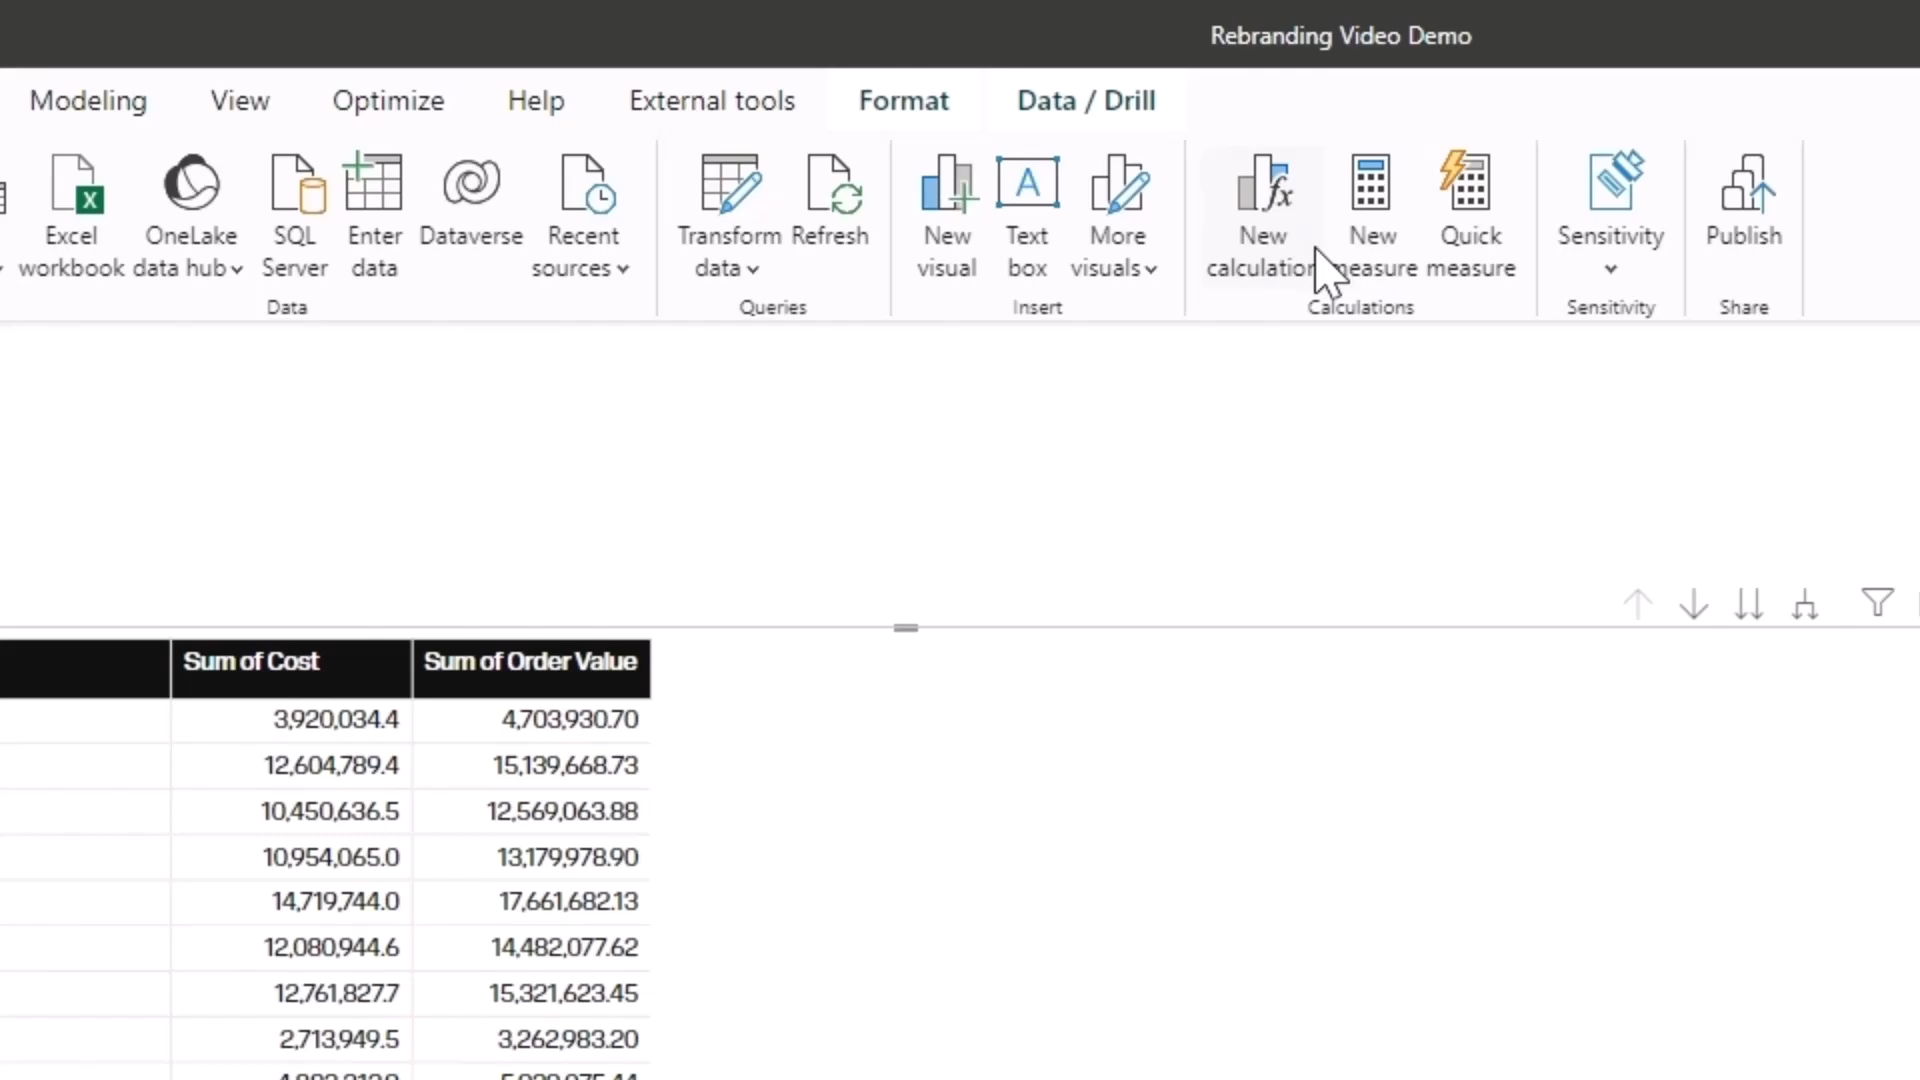 Rebranding Video Demo
Modeling View Optimize Help External tools Format Data / Drill
Excel workbook
OneLake data hub
SQL Server
Enter data
Dataverse
Recent sources
Transform data
Refresh
New visual
Text box
More visuals
New calculation
New measure
Quick measure
Sensitivity
Publish
Data Queries Insert Calculations Sensitivity Share
Sum of Cost Sum of Order Value
3,920,034.4 4,703,930.70
12,604,789.4 15,139,668.73
10,450,636.5 12,569,063.88
10,954,065.0 13,179,978.90
14,719,744.0 17,661,682.13
12,080,944.6 14,482,077.62
12,761,827.7 15,321,623.45
2,713,949.5 3,262,983.20